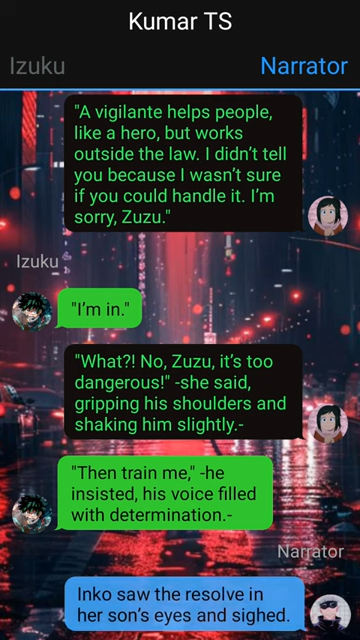 Kumar TS
Izuku
Narrator
"A vigilante helps people,
like a hero, but works
outside the law. I didn't tell
you because I wasn't sure
if you could handle it. I'm
sorry, Zuzu."
Izuku
"I'm in."
"What?! No, Zuzu, it's too
dangerous!" -she said,
gripping his shoulders and
shaking him slightly.-
"Then train me," -he
insisted, his voice filled
with determination.-
Narrator
Inko saw the resolve in
her son's eyes and sighed.